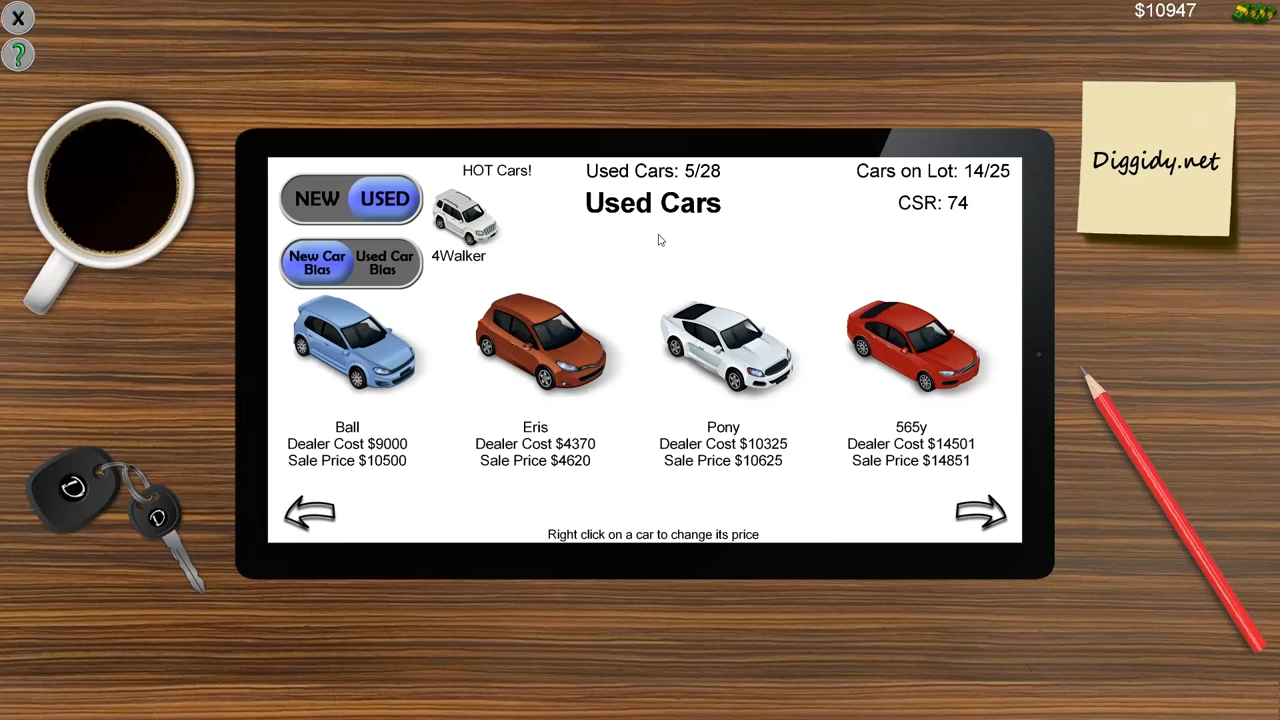 X
?
$10947
Diggidy.net
HOT Cars!
Used Cars: 5/28
Cars on Lot: 14/25
NEW USED
Used Cars
CSR: 74
New Car Bias
Used Car Bias
4Walker
Ball
Dealer Cost $9000
Sale Price $10500
Eris
Dealer Cost $4370
Sale Price $4620
Pony
Dealer Cost $10325
Sale Price $10625
565y
Dealer Cost $14501
Sale Price $14851
Right click on a car to change its price
D
D